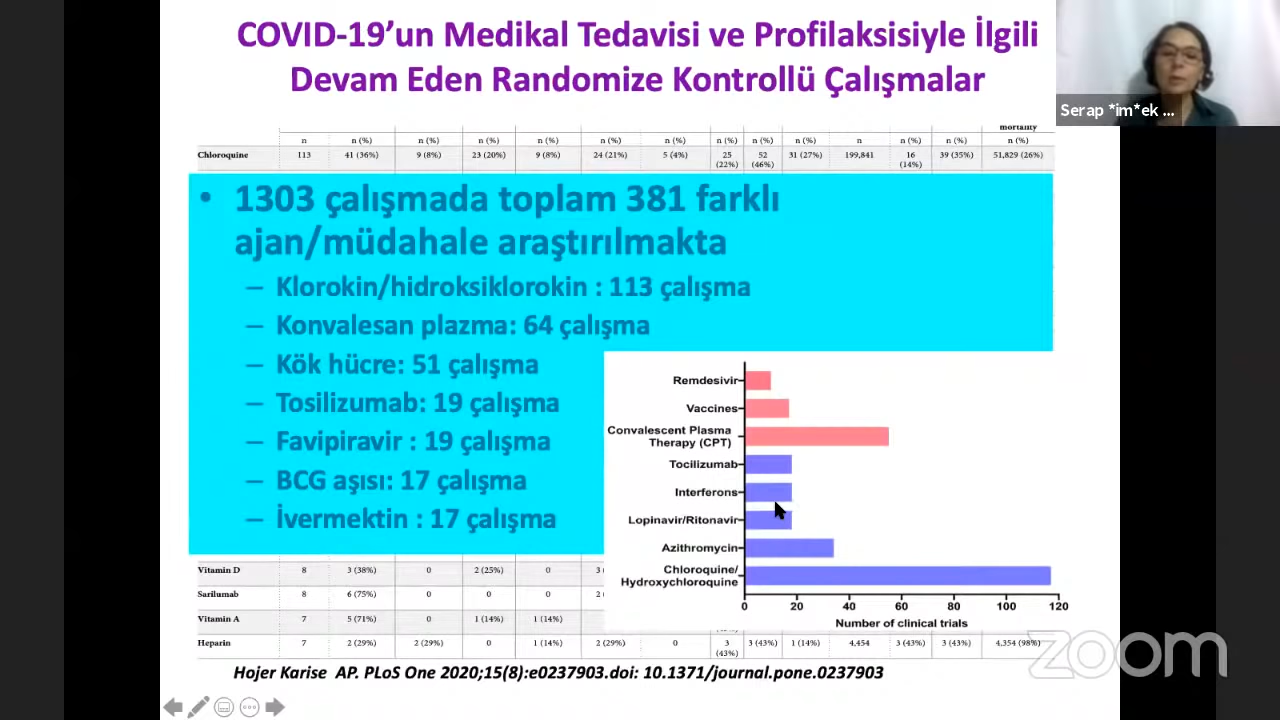 COVID-19’un Medikal Tedavisi ve Profilaksisiyle İlgili
Devam Eden Randomize Kontrollü Çalışmalar
Serap *im*ek ...
mortality
n n (%) n (%) n (%) n (%) n (%) n (%) n (%) n (%) n (%) n n (%) n (%) n (%)
Chloroquine 113 41 (36%) 9 (8%) 23 (20%) 9 (8%) 24 (21%) 5 (4%) 25 (22%) 52 (46%) 31 (27%) 199,841 16 (14%) 39 (35%) 51,829 (26%)
• 1303 çalışmada toplam 381 farklı
ajan/müdahale araştırılmakta
– Klorokin/hidroksiklorokin : 113 çalışma
– Konvalesan plazma: 64 çalışma
– Kök hücre: 51 çalışma
– Tosilizumab: 19 çalışma
– Favipiravir : 19 çalışma
– BCG aşısı: 17 çalışma
– İvermektin : 17 çalışma
Remdesivir
Vaccines
Convalescent Plasma
Therapy (CPT)
Tocilizumab
Interferons
Lopinavir/Ritonavir
Azithromycin
Chloroquine/
Hydroxychloroquine
0 20 40 60 80 100 120
Number of clinical trials
Vitamin D 8 3 (38%) 0 2 (25%) 0
Sarilumab 8 6 (75%) 0 0 0
Vitamin A 7 5 (71%) 0 1 (14%) 1 (14%)
Heparin 7 2 (29%) 2 (29%) 0 1 (14%) 2 (29%) 0 3 (43%) 3 (43%) 1 (14%) 4,454 3 (43%) 3 (43%) 4,354 (98%)
Hojer Karise AP. PLoS One 2020;15(8):e0237903.doi: 10.1371/journal.pone.0237903
zoom